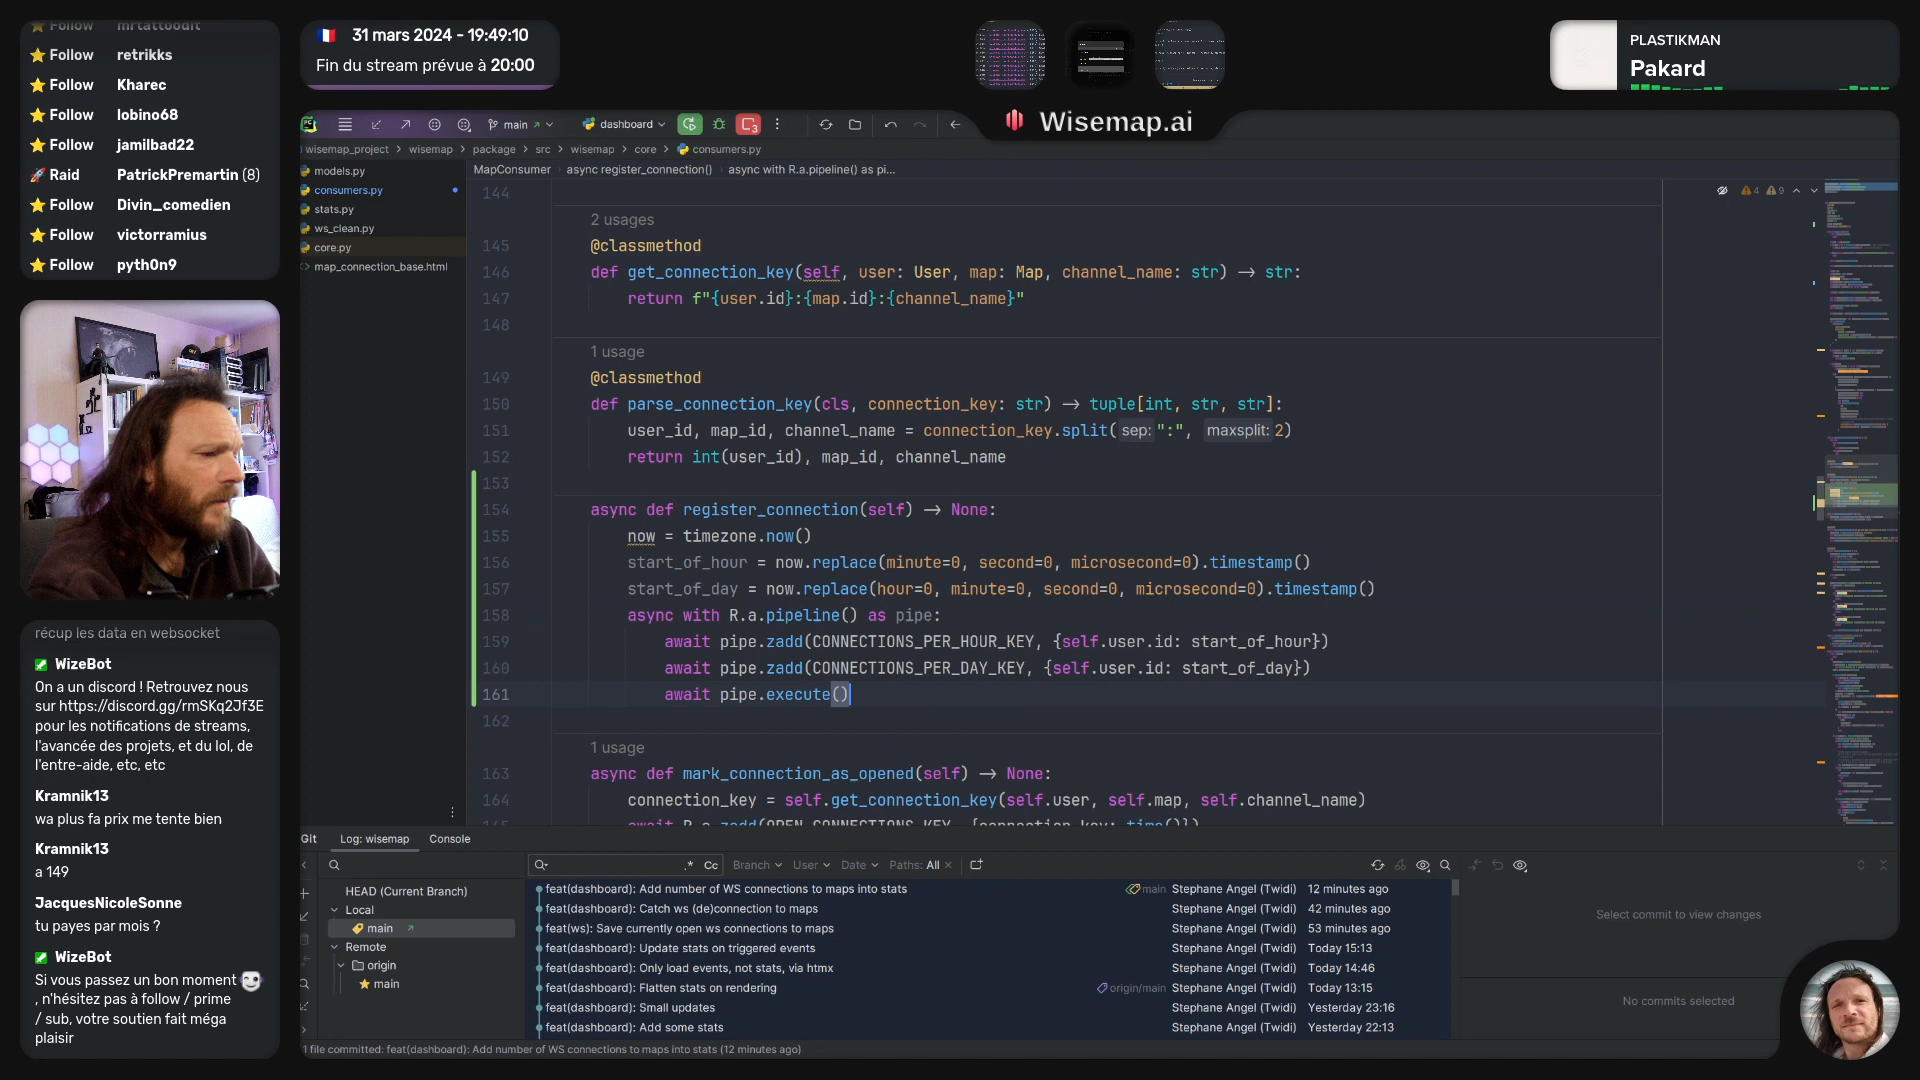 Follow mrtattoodit
Follow retrikks
Follow Kharec
Follow lobino68
Follow jamilbad22
Raid PatrickPremartin (8)
Follow Divin_comedien
Follow victorramius
Follow pyth0n9
31 mars 2024 - 19:49:10
Fin du stream prévue à 20:00
PLASTIKMAN
Pakard
Wisemap.ai
main
dashboard
3
wisemap_project > wisemap > package > src > wisemap > core > consumers.py
models.py
consumers.py
stats.py
ws_clean.py
core.py
map_connection_base.html
MapConsumer > async register_connection() > async with R.a.pipeline() as pi...
4 9
144
2 usages
145 @classmethod
146 def get_connection_key(self, user: User, map: Map, channel_name: str) -> str:
147 return f"{user.id}:{map.id}:{channel_name}"
148
1 usage
149 @classmethod
150 def parse_connection_key(cls, connection_key: str) -> tuple[int, str, str]:
151 user_id, map_id, channel_name = connection_key.split( sep: ":", maxsplit: 2)
152 return int(user_id), map_id, channel_name
153
154 async def register_connection(self) -> None:
155 now = timezone.now()
156 start_of_hour = now.replace(minute=0, second=0, microsecond=0).timestamp()
157 start_of_day = now.replace(hour=0, minute=0, second=0, microsecond=0).timestamp()
158 async with R.a.pipeline() as pipe:
159 await pipe.zadd(CONNECTIONS_PER_HOUR_KEY, {self.user.id: start_of_hour})
160 await pipe.zadd(CONNECTIONS_PER_DAY_KEY, {self.user.id: start_of_day})
161 await pipe.execute()
162
1 usage
163 async def mark_connection_as_opened(self) -> None:
164 connection_key = self.get_connection_key(self.user, self.map, self.channel_name)
165 await R.a.zadd(OPEN_CONNECTIONS_KEY, {connection_key: time()})
récup les data en websocket
WizeBot
On a un discord ! Retrouvez nous
sur https://discord.gg/rmSKq2Jf3E
pour les notifications de streams,
l'avancée des projets, et du lol, de
l'entre-aide, etc, etc
Kramnik13
wa plus fa prix me tente bien
Kramnik13
a 149
JacquesNicoleSonne
tu payes par mois ?
WizeBot
Si vous passez un bon moment
, n'hésitez pas à follow / prime
/ sub, votre soutien fait méga
plaisir
Git Log: wisemap Console
.* Cc Branch User Date Paths: All
HEAD (Current Branch)
Local
main
Remote
origin
main
feat(dashboard): Add number of WS connections to maps into stats main Stephane Angel (Twidi) 12 minutes ago
feat(dashboard): Catch ws (de)connection to maps Stephane Angel (Twidi) 42 minutes ago
feat(ws): Save currently open ws connections to maps Stephane Angel (Twidi) 53 minutes ago
feat(dashboard): Update stats on triggered events Stephane Angel (Twidi) Today 15:13
feat(dashboard): Only load events, not stats, via htmx Stephane Angel (Twidi) Today 14:46
feat(dashboard): Flatten stats on rendering origin/main Stephane Angel (Twidi) Today 13:15
feat(dashboard): Small updates Stephane Angel (Twidi) Yesterday 23:16
feat(dashboard): Add some stats Stephane Angel (Twidi) Yesterday 22:13
Select commit to view changes
No commits selected
1 file committed: feat(dashboard): Add number of WS connections to maps into stats (12 minutes ago)